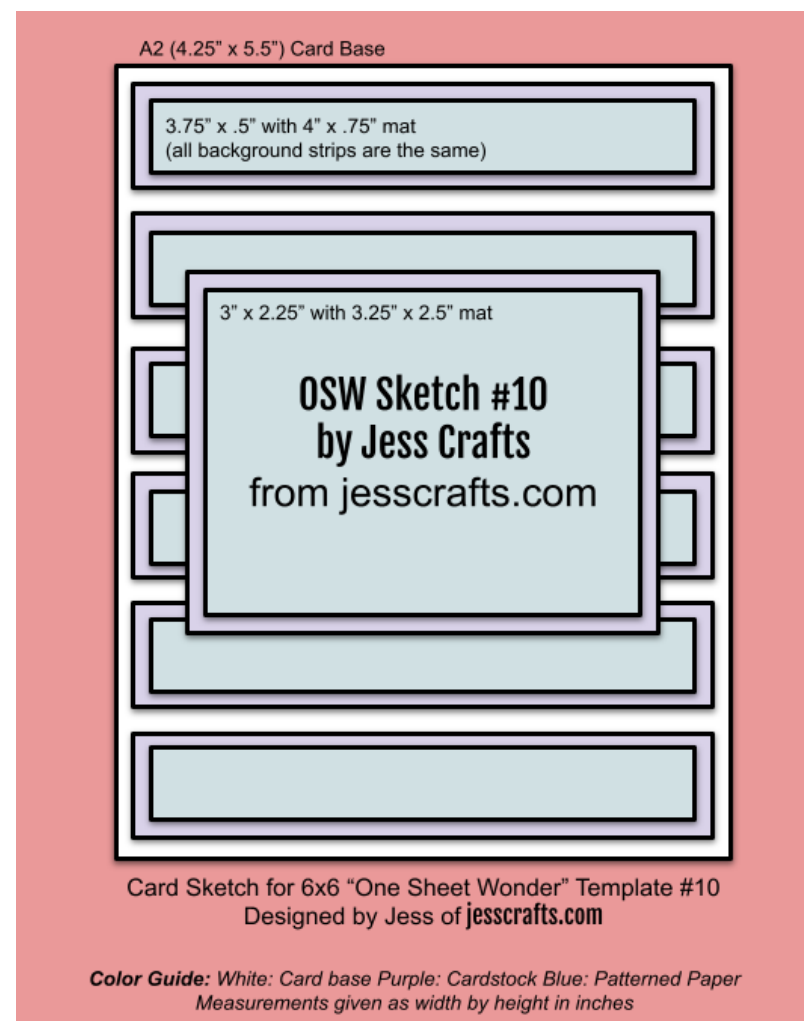 A2 (4.25” x 5.5”) Card Base
3.75” x .5” with 4” x .75” mat
(all background strips are the same)
3” x 2.25” with 3.25” x 2.5” mat
OSW Sketch #10
by Jess Crafts
from jesscrafts.com
Card Sketch for 6x6 “One Sheet Wonder” Template #10
Designed by Jess of jesscrafts.com
Color Guide: White: Card base Purple: Cardstock Blue: Patterned Paper
Measurements given as width by height in inches